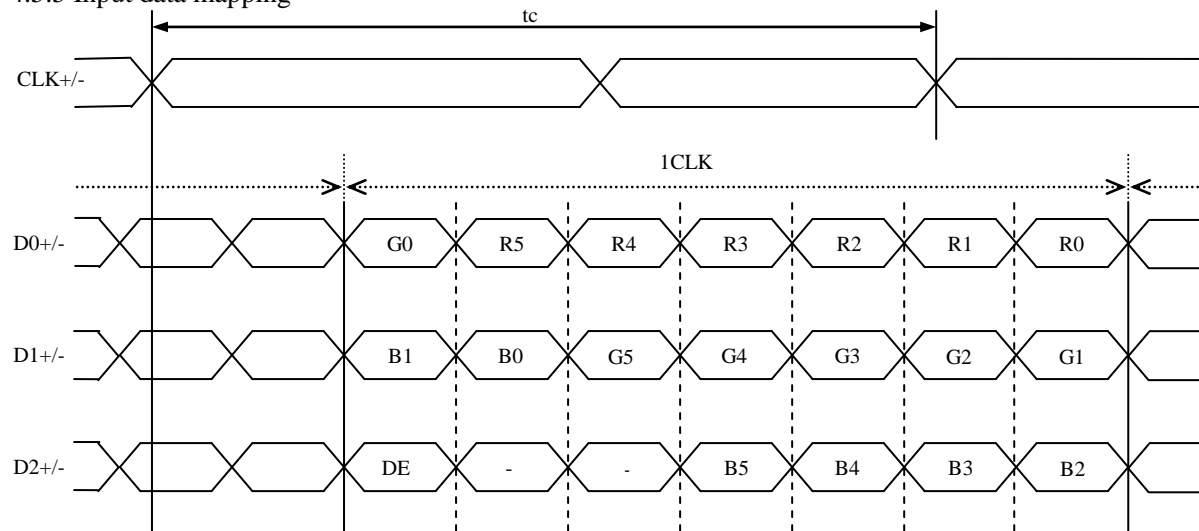 4.3.3 Input data mapping
tc
CLK+/-
1CLK
D0+/- G0 R5 R4 R3 R2 R1 R0
D1+/- B1 B0 G5 G4 G3 G2 G1
D2+/- DE - - B5 B4 B3 B2